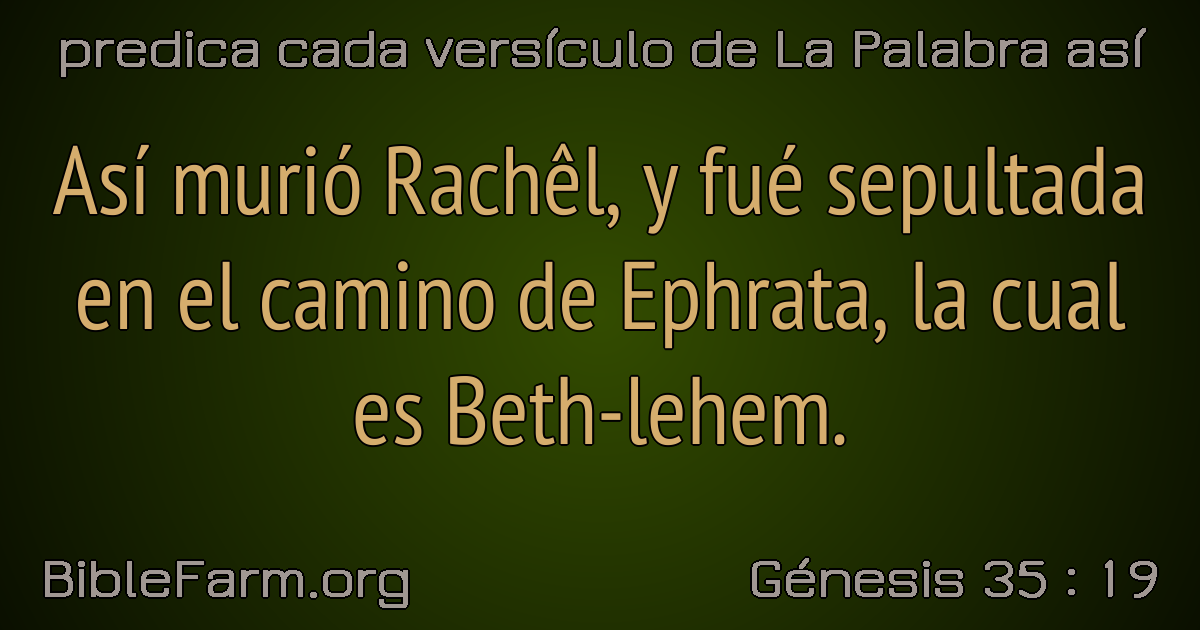 predica cada versículo de La Palabra así
Así murió Rachêl, y fué sepultada
en el camino de Ephrata, la cual
es Beth-lehem.
BibleFarm.org
Génesis 35 : 19